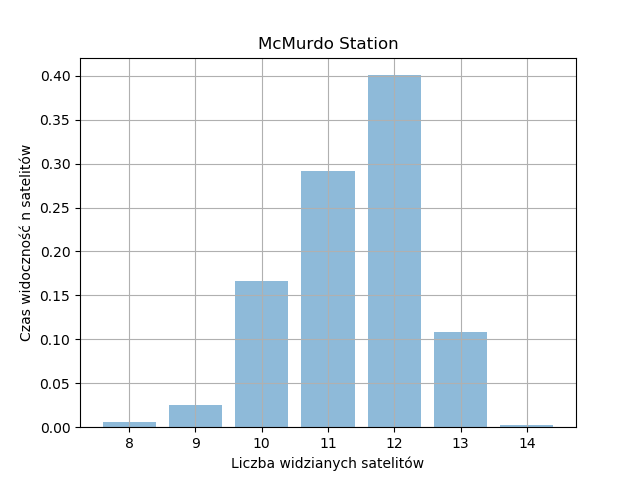 McMurdo Station
Czas widoczność n satelitów
0.40
0.35
0.30
0.25
0.20
0.15
0.10
0.05
0.00
8 9 10 11 12 13 14
Liczba widzianych satelitów